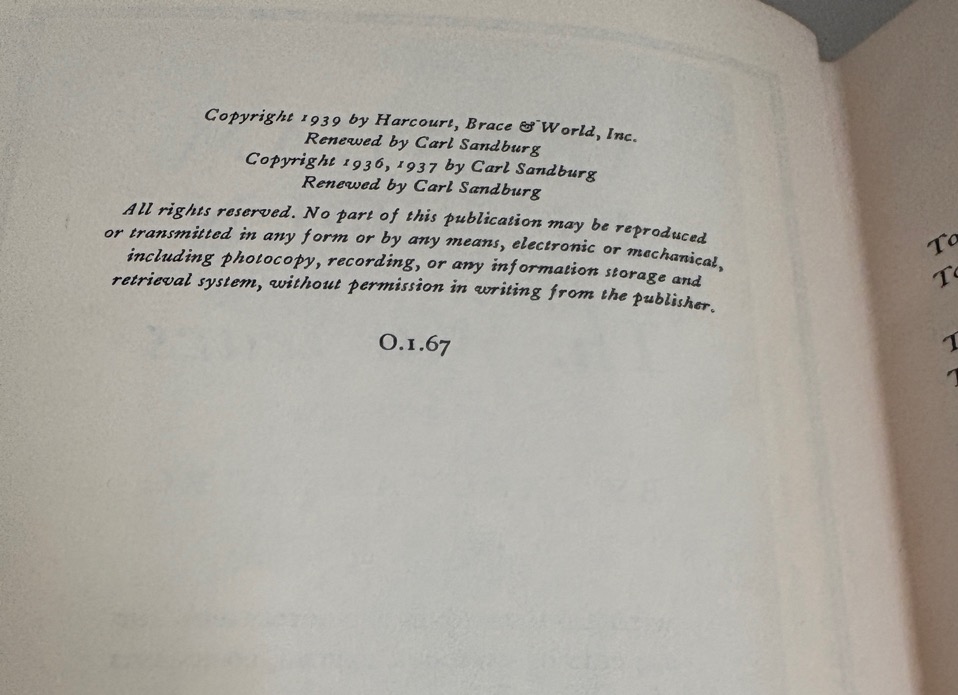 Copyright 1939 by Harcourt, Brace & World, Inc.
Renewed by Carl Sandburg
Copyright 1936, 1937 by Carl Sandburg
Renewed by Carl Sandburg
All rights reserved. No part of this publication may be reproduced
or transmitted in any form or by any means, electronic or mechanical,
including photocopy, recording, or any information storage and
retrieval system, without permission in writing from the publisher.
O.1.67